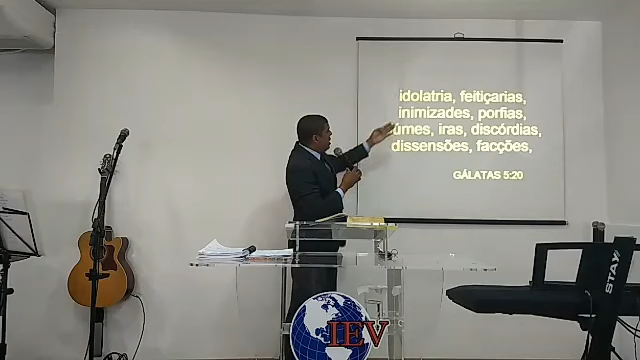 idolatria, feitiçarias,
inimizades, porfias,
iras, discórdias,
dissensões, facções,
GÁLATAS 5:20
IEV
STAY